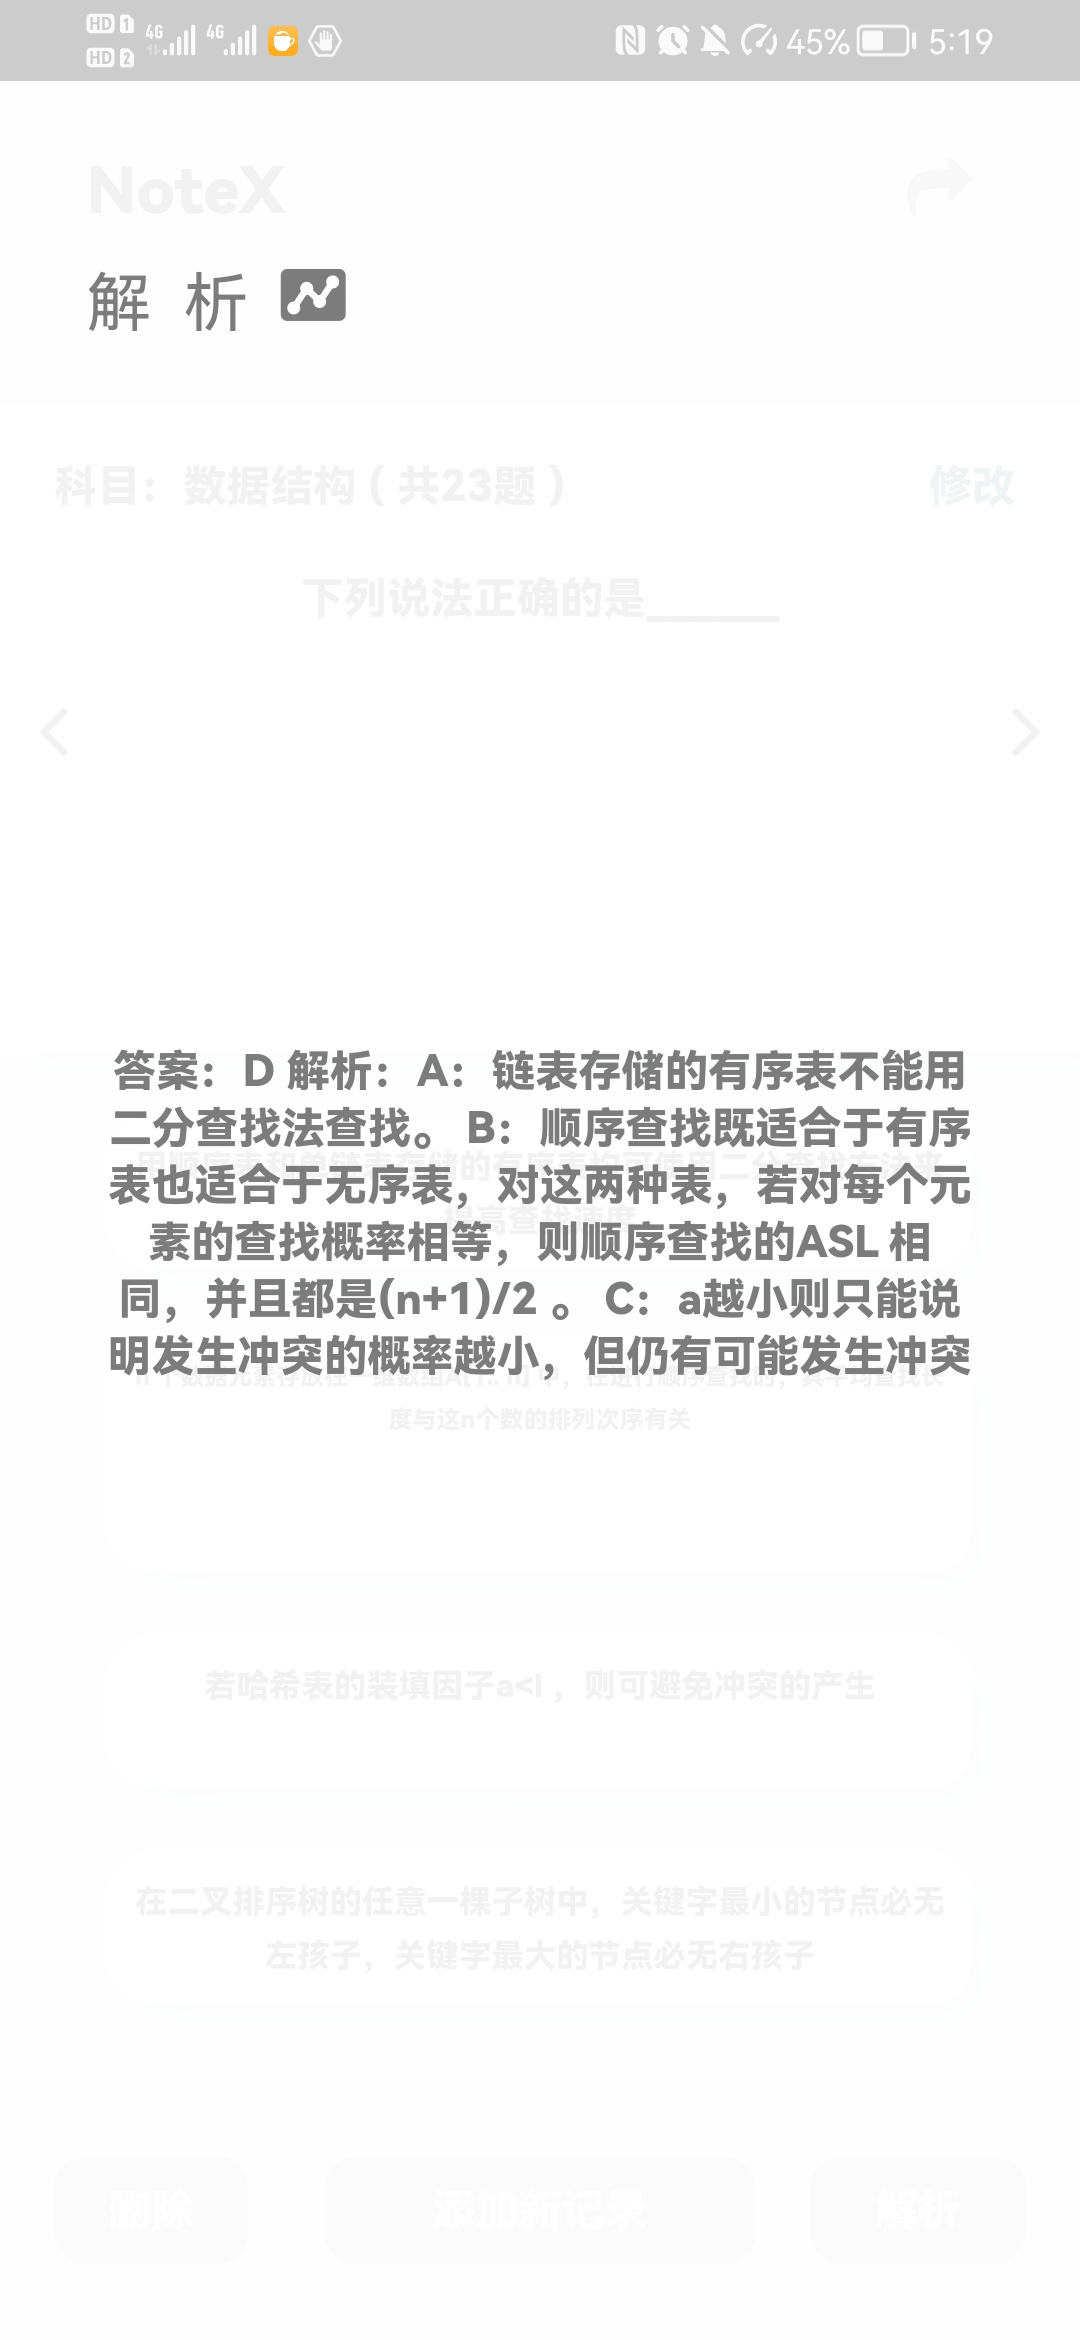 HD 1 4G 4G 45% 5:19
HD 2
NoteX
解 析
科目：数据结构（共23题）
修改
下列说法正确的是______
答案：D 解析：A：链表存储的有序表不能用
二分查找法查找。 B：顺序查找既适合于有序
用顺序表和单链表存储的有序表均可使用二分查找方法来
表也适合于无序表，对这两种表，若对每个元
提高查找速度
素的查找概率相等，则顺序查找的ASL 相
同，并且都是(n+1)/2 。 C：a越小则只能说
明发生冲突的概率越小，但仍有可能发生冲突
n 个数据元素存放在一维数组A[1.. n] 中，在进行顺序查找时，其平均查找长
度与这n个数的排列次序有关
若哈希表的装填因子a<l ，则可避免冲突的产生
在二叉排序树的任意一棵子树中，关键字最小的节点必无
左孩子，关键字最大的节点必无右孩子
删除
添加新记录
解析